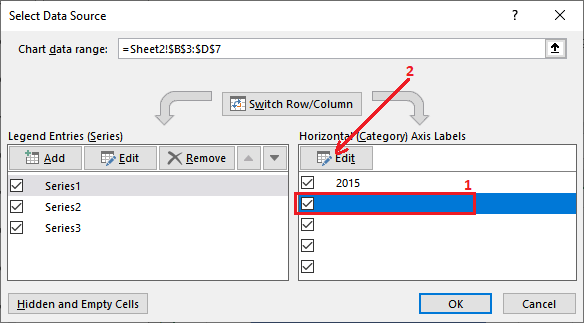 Select Data Source
Chart data range: =Sheet2!$B$3:$D$7
2
Switch Row/Column
Legend Entries (Series)
Add Edit Remove
Series1
Series2
Series3
Horizontal (Category) Axis Labels
Edit
2015 1
Hidden and Empty Cells OK Cancel